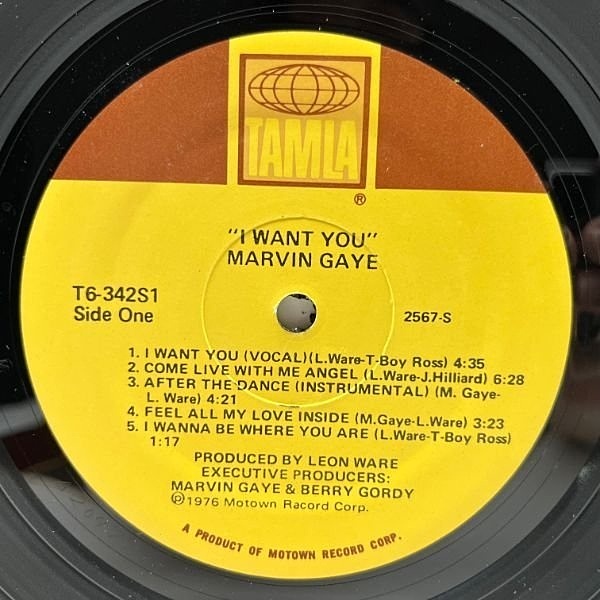 TAMLA
®
"I WANT YOU"
MARVIN GAYE
T6-342S1
Side One
2567-S
1. I WANT YOU (VOCAL)(L.Ware-T-Boy Ross) 4:35
2. COME LIVE WITH ME ANGEL (L.Ware-J.Hilliard) 6:28
3. AFTER THE DANCE (INSTRUMENTAL) (M. Gaye-
L. Ware) 4:21
4. FEEL ALL MY LOVE INSIDE (M.Gaye-L.Ware) 3:23
5. I WANNA BE WHERE YOU ARE (L.Ware-T-Boy Ross)
1:17
PRODUCED BY LEON WARE
EXECUTIVE PRODUCERS:
MARVIN GAYE & BERRY GORDY
℗1976 Motown Record Corp.
A PRODUCT OF MOTOWN RECORD CORP.